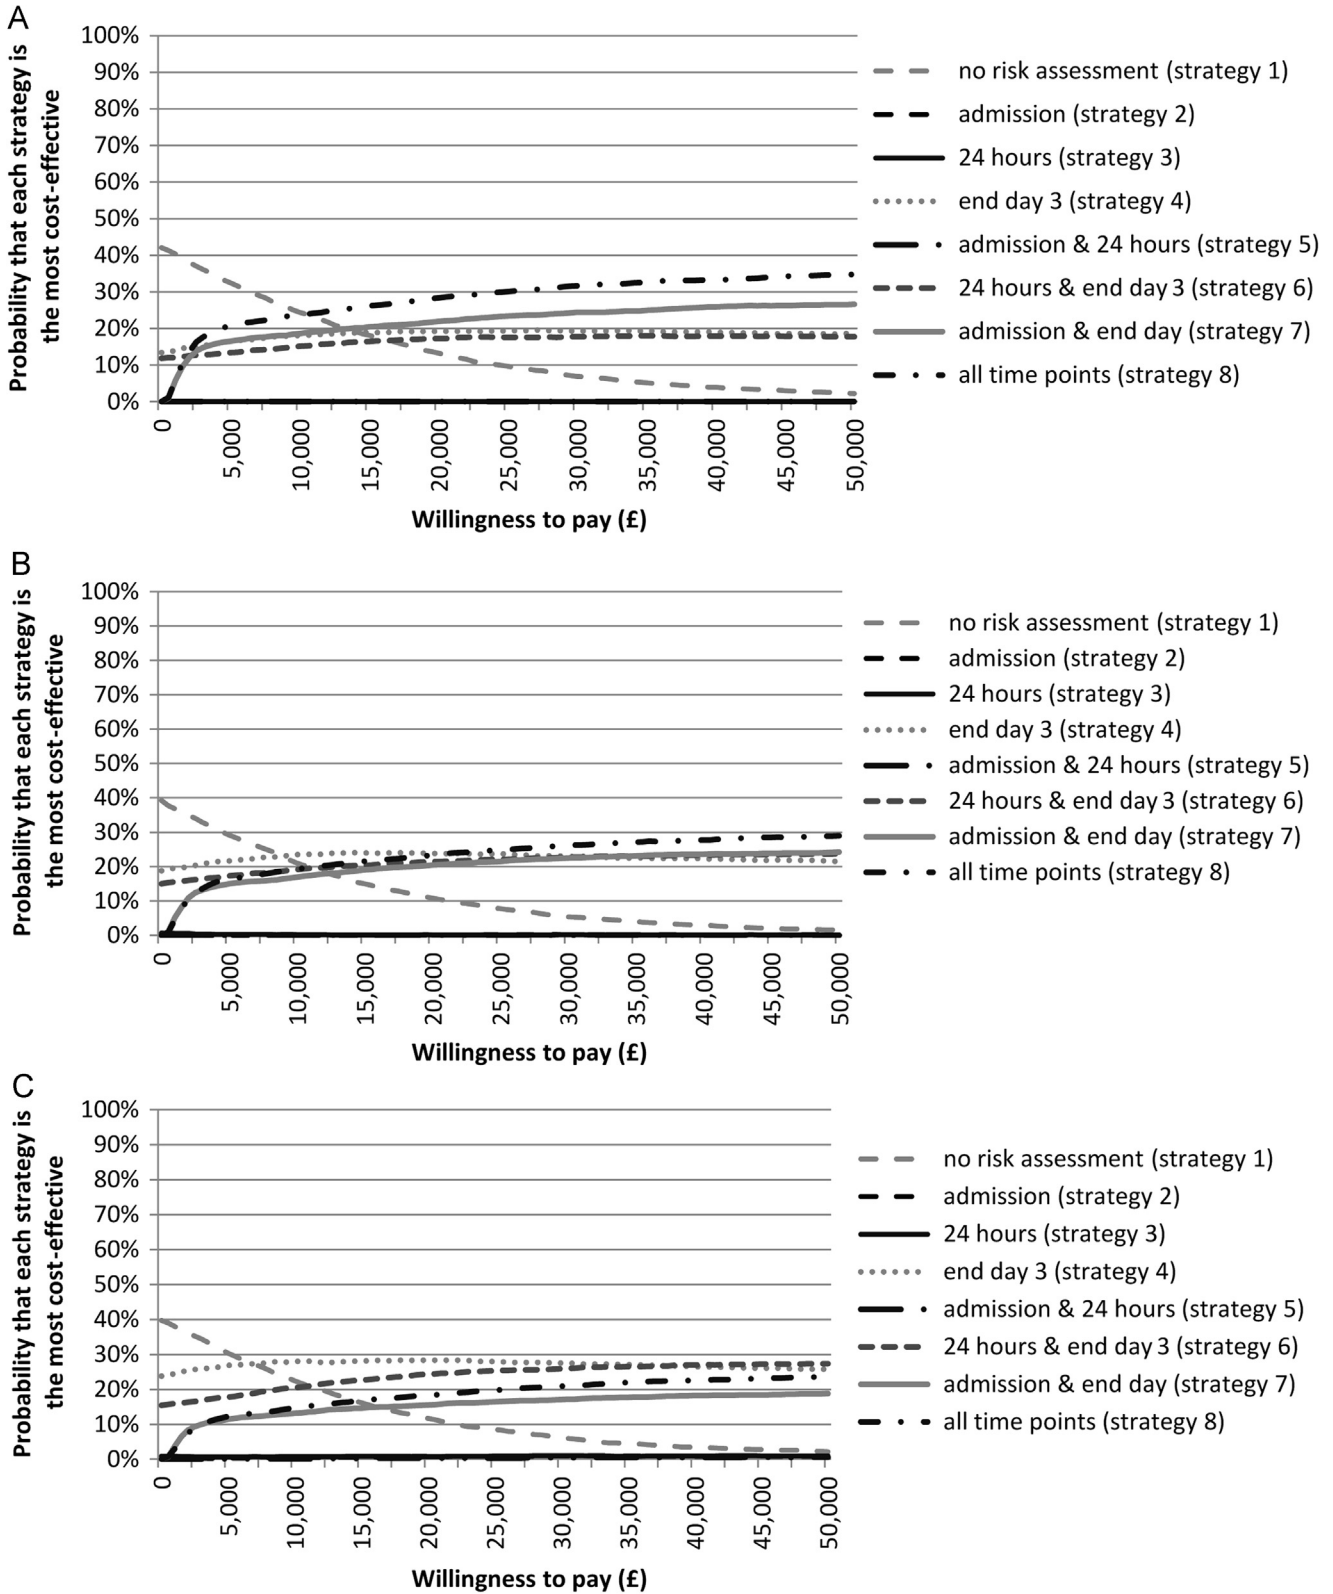 A
Probability that each strategy is
the most cost-effective
100%
90%
80%
70%
60%
50%
40%
30%
20%
10%
0%
0
5,000
10,000
15,000
20,000
25,000
30,000
35,000
40,000
45,000
50,000
Willingness to pay (£)
no risk assessment (strategy 1)
admission (strategy 2)
24 hours (strategy 3)
end day 3 (strategy 4)
admission & 24 hours (strategy 5)
24 hours & end day 3 (strategy 6)
admission & end day (strategy 7)
all time points (strategy 8)
B
Probability that each strategy is
the most cost-effective
100%
90%
80%
70%
60%
50%
40%
30%
20%
10%
0%
0
5,000
10,000
15,000
20,000
25,000
30,000
35,000
40,000
45,000
50,000
Willingness to pay (£)
no risk assessment (strategy 1)
admission (strategy 2)
24 hours (strategy 3)
end day 3 (strategy 4)
admission & 24 hours (strategy 5)
24 hours & end day 3 (strategy 6)
admission & end day (strategy 7)
all time points (strategy 8)
C
Probability that each strategy is
the most cost-effective
100%
90%
80%
70%
60%
50%
40%
30%
20%
10%
0%
0
5,000
10,000
15,000
20,000
25,000
30,000
35,000
40,000
45,000
50,000
Willingness to pay (£)
no risk assessment (strategy 1)
admission (strategy 2)
24 hours (strategy 3)
end day 3 (strategy 4)
admission & 24 hours (strategy 5)
24 hours & end day 3 (strategy 6)
admission & end day (strategy 7)
all time points (strategy 8)